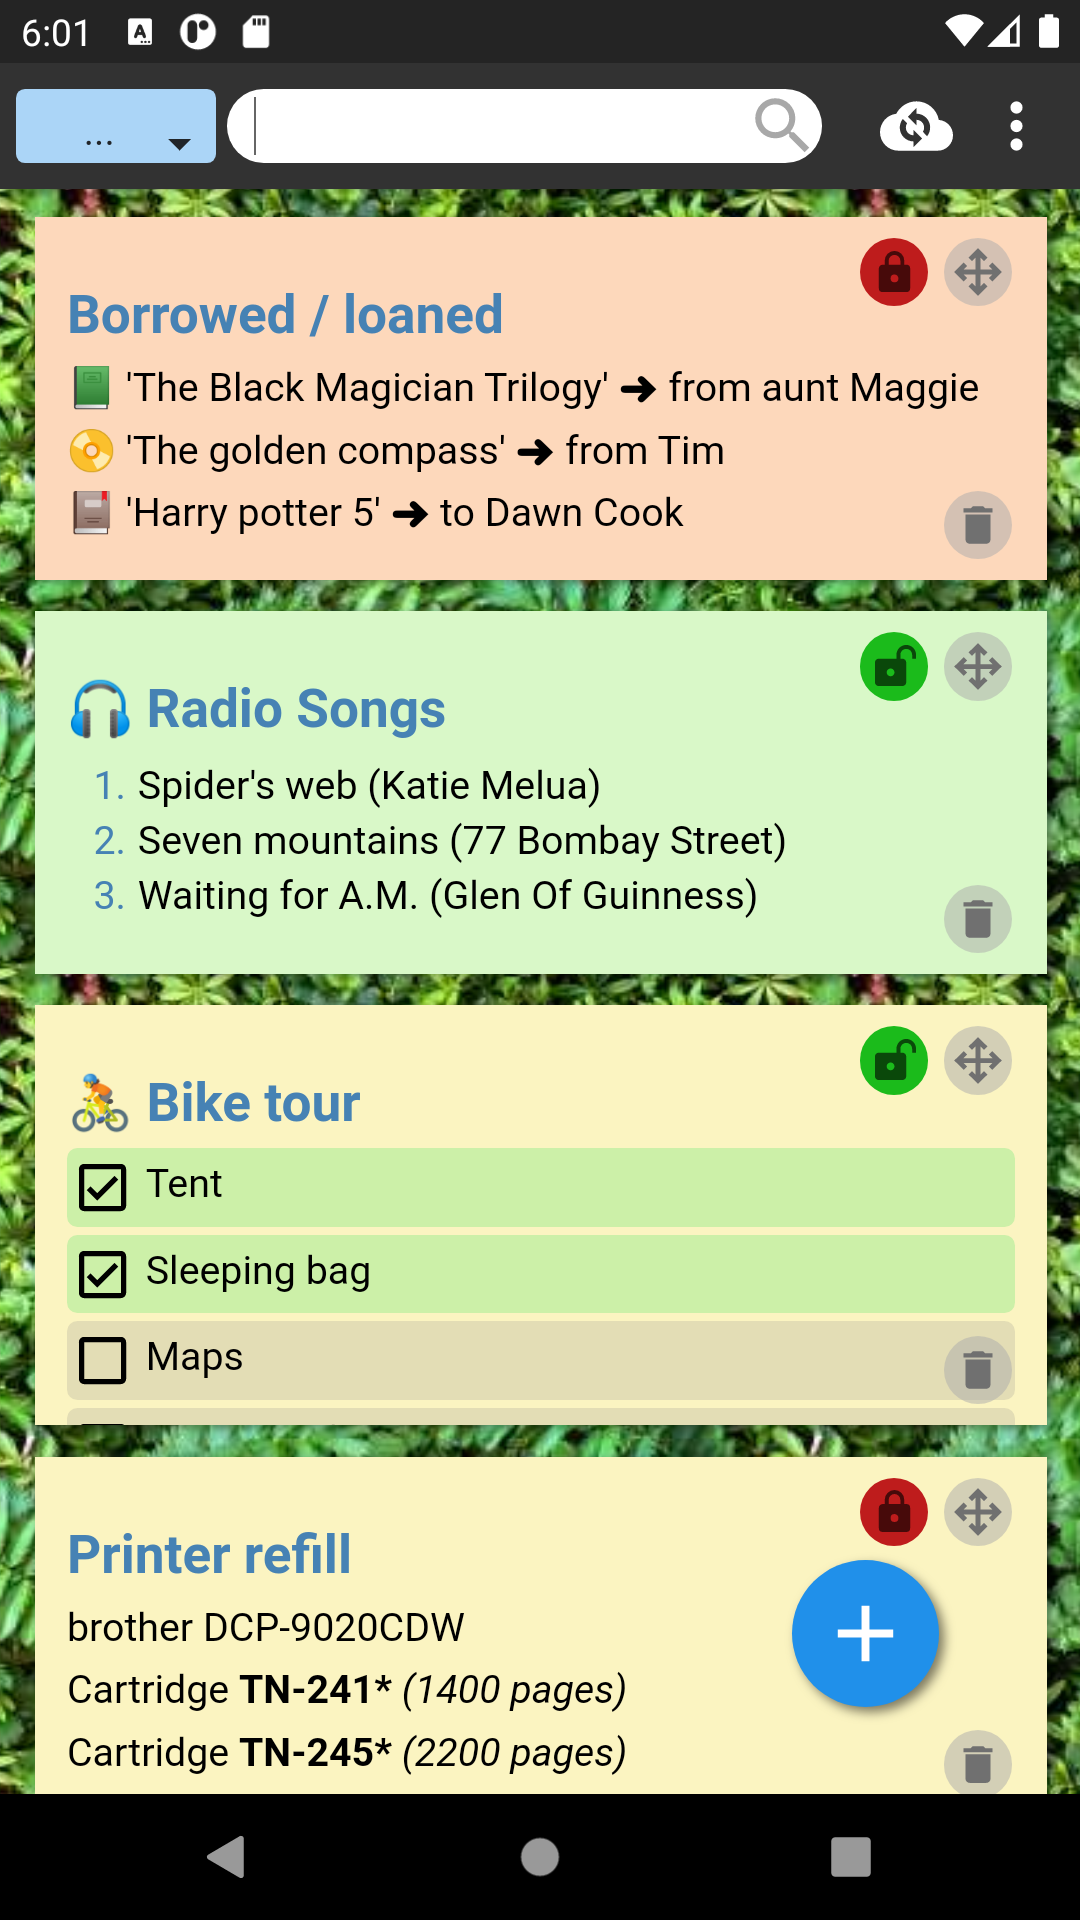 6:01
...
Borrowed / loaned
'The Black Magician Trilogy' ➜ from aunt Maggie
'The golden compass' ➜ from Tim
'Harry potter 5' ➜ to Dawn Cook
Radio Songs
1. Spider's web (Katie Melua)
2. Seven mountains (77 Bombay Street)
3. Waiting for A.M. (Glen Of Guinness)
Bike tour
Tent
Sleeping bag
Maps
Printer refill
brother DCP-9020CDW
Cartridge TN-241* (1400 pages)
Cartridge TN-245* (2200 pages)